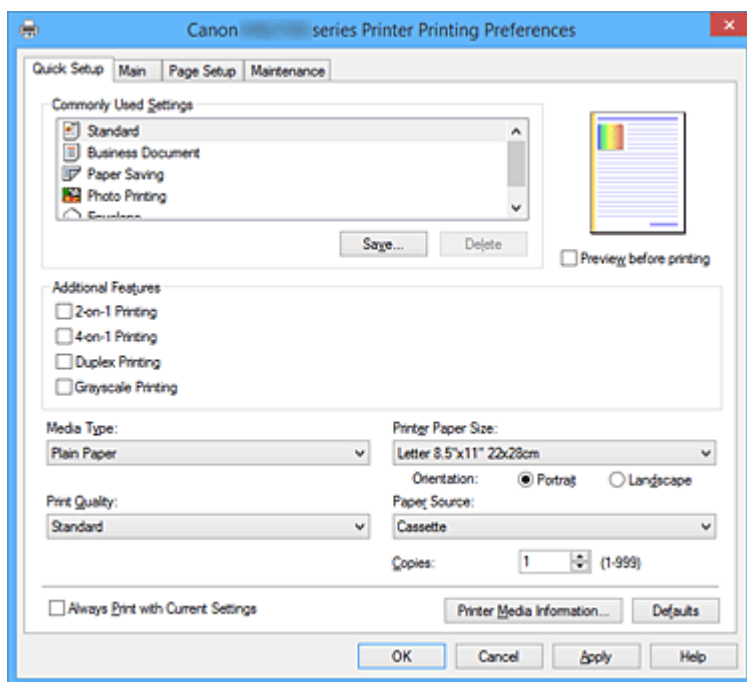 Canon series Printer Printing Preferences
Quick Setup Main Page Setup Maintenance
Commonly Used Settings
Standard
Business Document
Paper Saving
Photo Printing
Envelope
Save... Delete
Preview before printing
Additional Features
2-on-1 Printing
4-on-1 Printing
Duplex Printing
Grayscale Printing
Media Type: Printer Paper Size:
Plain Paper Letter 8.5"x11" 22x28cm
Orientation: Portrait Landscape
Print Quality: Paper Source:
Standard Cassette
Copies: 1 (1-999)
Always Print with Current Settings Printer Media Information... Defaults
OK Cancel Apply Help